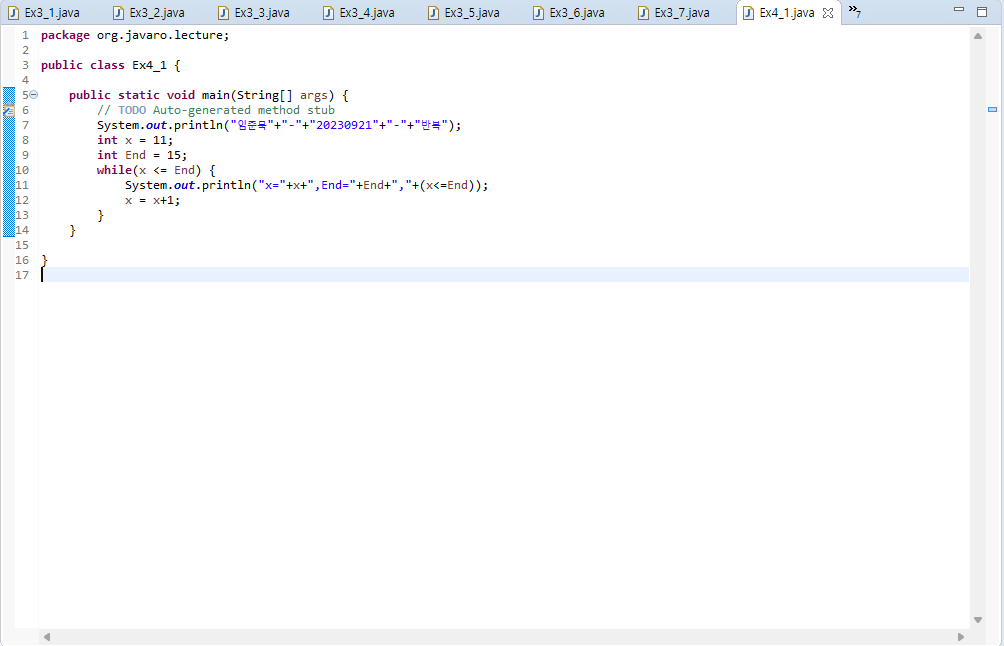 Ex3_1.java Ex3_2.java Ex3_3.java Ex3_4.java Ex3_5.java Ex3_6.java Ex3_7.java Ex4_1.java »7
1 package org.javaro.lecture;
2
3 public class Ex4_1 {
4
5 public static void main(String[] args) {
6 // TODO Auto-generated method stub
7 System.out.println("임준묵"+"-"+"20230921"+"-"+"반복");
8 int x = 11;
9 int End = 15;
10 while(x <= End) {
11 System.out.println("x="+x+",End="+End+","+(x<=End));
12 x = x+1;
13 }
14 }
15
16 }
17